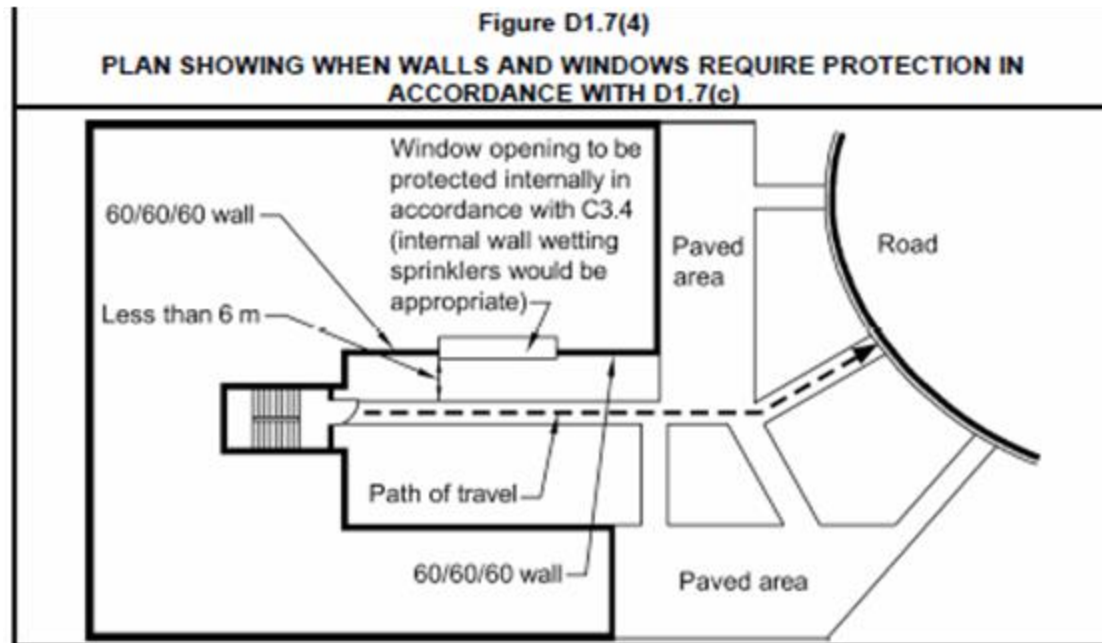 Figure D1.7(4)
PLAN SHOWING WHEN WALLS AND WINDOWS REQUIRE PROTECTION IN
ACCORDANCE WITH D1.7(c)
Window opening to be
protected internally in
accordance with C3.4
(internal wall wetting
sprinklers would be
appropriate)
60/60/60 wall
Less than 6 m
Paved
area
Road
Path of travel
60/60/60 wall
Paved area